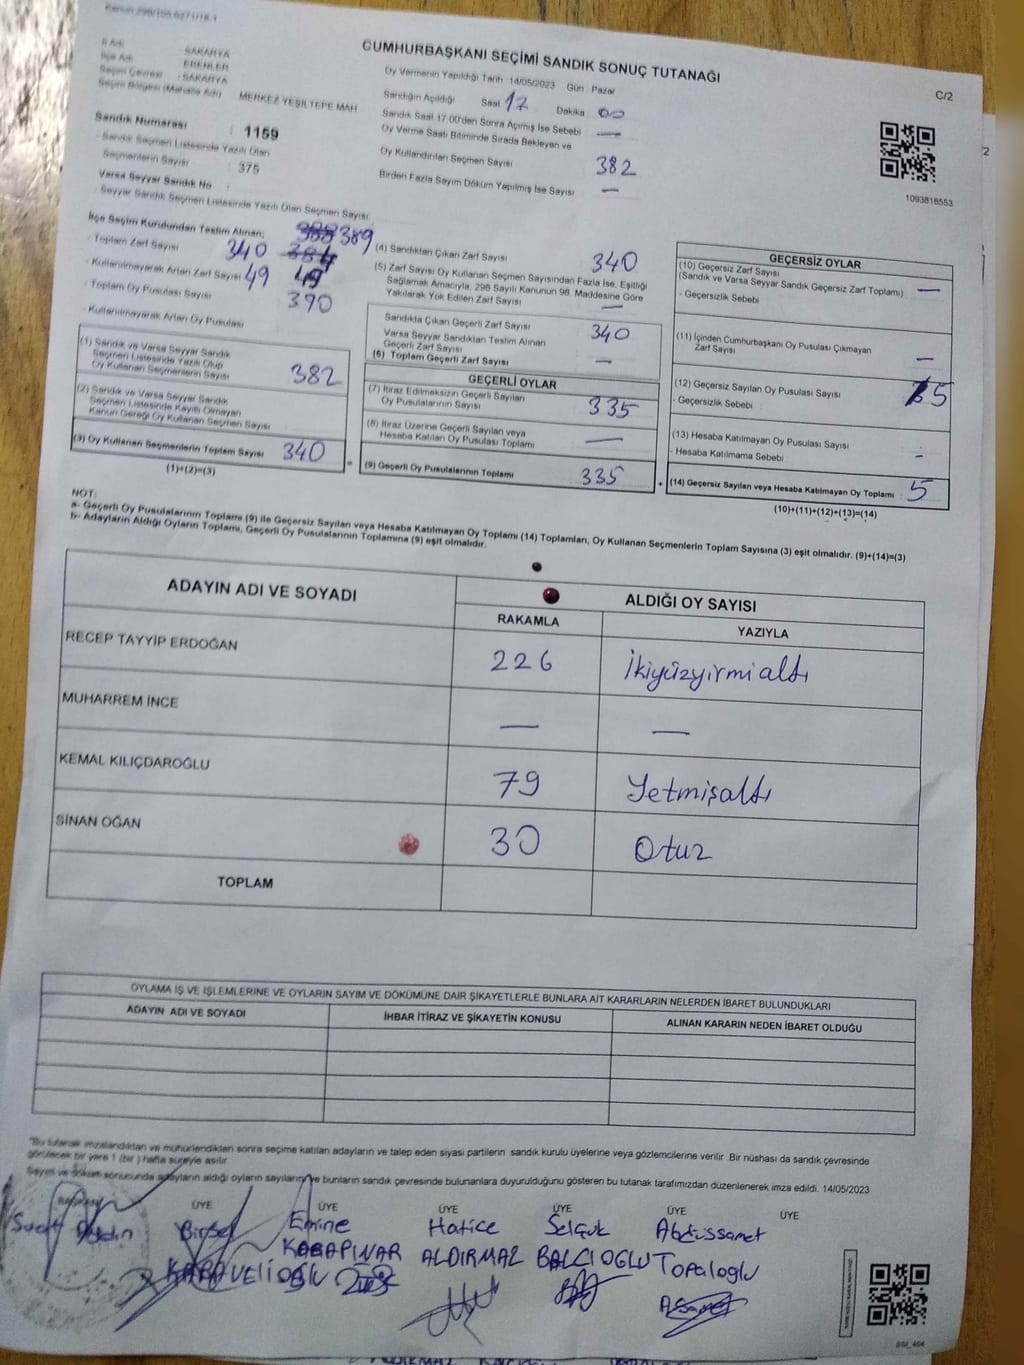 Kanun 298/105,6271/18-1
CUMHURBAŞKANI SEÇİMİ SANDIK SONUÇ TUTANAĞI
C/2
İl Adı : SAKARYA
İlçe Adı : ERENLER
Seçim Çevresi : SAKARYA
Seçim Bölgesi (Mahalle Adı) : MERKEZ YEŞİLTEPE MAH.
Sandık Numarası : 1159
- Sandık Seçmen Listesinde Yazılı Olan
Seçmenlerin Sayısı : 375
Varsa Seyyar Sandık No :
- Seyyar Sandık Seçmen Listesinde Yazılı Olan Seçmen Sayısı:
Oy Vermenin Yapıldığı Tarih 14/05/2023 Gün : Pazar
Sandığın Açıldığı Saat 17 Dakika 00
Sandık Saat 17.00'den Sonra Açımış İse Sebebi —
Oy Verme Saati Bitiminde Sırada Bekleyen ve
Oy Kullandırılan Seçmen Sayısı 382
Birden Fazla Sayım Döküm Yapılmış İse Sayısı —
1093816553
İlçe Seçim Kurulundan Teslim Alınan; 388 389
- Toplam Zarf Sayısı 340 384
- Kullanılmayarak Artan Zarf Sayısı 49 49
- Toplam Oy Pusulası Sayısı 390
- Kullanılmayarak Artan Oy Pusulası
(1) Sandık ve Varsa Seyyar Sandık
Seçmen Listesinde Yazılı Olup
Oy Kullanan Seçmenlerin Sayısı 382
(2) Sandık ve Varsa Seyyar Sandık
Seçmen Listesinde Kayıtlı Olmayan
Kanun Gereği Oy Kullanan Seçmen Sayısı
(3) Oy Kullanan Seçmenlerin Toplam Sayısı 340
(1)+(2)=(3)
(4) Sandıktan Çıkan Zarf Sayısı 340
(5) Zarf Sayısı Oy Kullanan Seçmen Sayısından Fazla İse, Eşitliği
Sağlamak Amacıyla, 298 Sayılı Kanunun 98. Maddesine Göre
Yakılarak Yok Edilen Zarf Sayısı —
Sandıkta Çıkan Geçerli Zarf Sayısı 340
Varsa Seyyar Sandıktan Teslim Alınan
Geçerli Zarf Sayısı
(6) Toplam Geçerli Zarf Sayısı —
GEÇERLİ OYLAR
(7) İtiraz Edilmeksizin Geçerli Sayılan
Oy Pusulalarının Sayısı 335
(8) İtiraz Üzerine Geçerli Sayılan veya
Hesaba Katılan Oy Pusulası Toplamı —
(9) Geçerli Oy Pusulalarının Toplamı 335
GEÇERSİZ OYLAR
(10) Geçersiz Zarf Sayısı
(Sandık ve Varsa Seyyar Sandık Geçersiz Zarf Toplamı) —
- Geçersizlik Sebebi
(11) İçinden Cumhurbaşkanı Oy Pusulası Çıkmayan
Zarf Sayısı —
(12) Geçersiz Sayılan Oy Pusulası Sayısı 5
- Geçersizlik Sebebi
(13) Hesaba Katılmayan Oy Pusulası Sayısı
- Hesaba Katılmama Sebebi -
(14) Geçersiz Sayılan veya Hesaba Katılmayan Oy Toplamı 5
(10)+(11)+(12)+(13)=(14)
NOT:
a- Geçerli Oy Pusulalarının Toplamı (9) ile Geçersiz Sayılan veya Hesaba Katılmayan Oy Toplamı (14) Toplamları, Oy Kullanan Seçmenlerin Toplam Sayısına (3) eşit olmalıdır. (9)+(14)=(3)
b- Adayların Aldığı Oyların Toplamı, Geçerli Oy Pusulalarının Toplamına (9) eşit olmalıdır.
ADAYIN ADI VE SOYADI ALDIĞI OY SAYISI
RAKAMLA YAZIYLA
RECEP TAYYİP ERDOĞAN 226 İkiyüzyirmialtı
MUHARREM İNCE — —
KEMAL KILIÇDAROĞLU 79 Yetmişaltı
SİNAN OĞAN 30 Otuz
TOPLAM
OYLAMA İŞ VE İŞLEMLERİNE VE OYLARIN SAYIM VE DÖKÜMÜNE DAİR ŞİKAYETLERLE BUNLARA AİT KARARLARIN NELERDEN İBARET BULUNDUKLARI
ADAYIN ADI VE SOYADI İHBAR İTİRAZ VE ŞİKAYETİN KONUSU ALINAN KARARIN NEDEN İBARET OLDUĞU
"Bu tutanak imzalandıktan ve mühürlendikten sonra seçime katılan adayların ve talep eden siyasi partilerin sandık kurulu üyelerine veya gözlemcilerine verilir. Bir nüshası da sandık çevresinde
görülecek bir yere 1 (bir) hafta süreyle asılır.
Sayım ve döküm sonucunda adayların aldığı oyların sayıları ve bunların sandık çevresinde bulunanlara duyurulduğunu gösteren bu tutanak tarafımızdan düzenlenerek imza edildi. 14/05/2023
BAŞKAN ÜYE ÜYE ÜYE ÜYE ÜYE ÜYE
Suat Aydın Birsel Emine Hatice Selçuk Abdüssamet
KARAVELİOĞLU KABAPINAR ALDIRMAZ BALCIOĞLU Topaloğlu